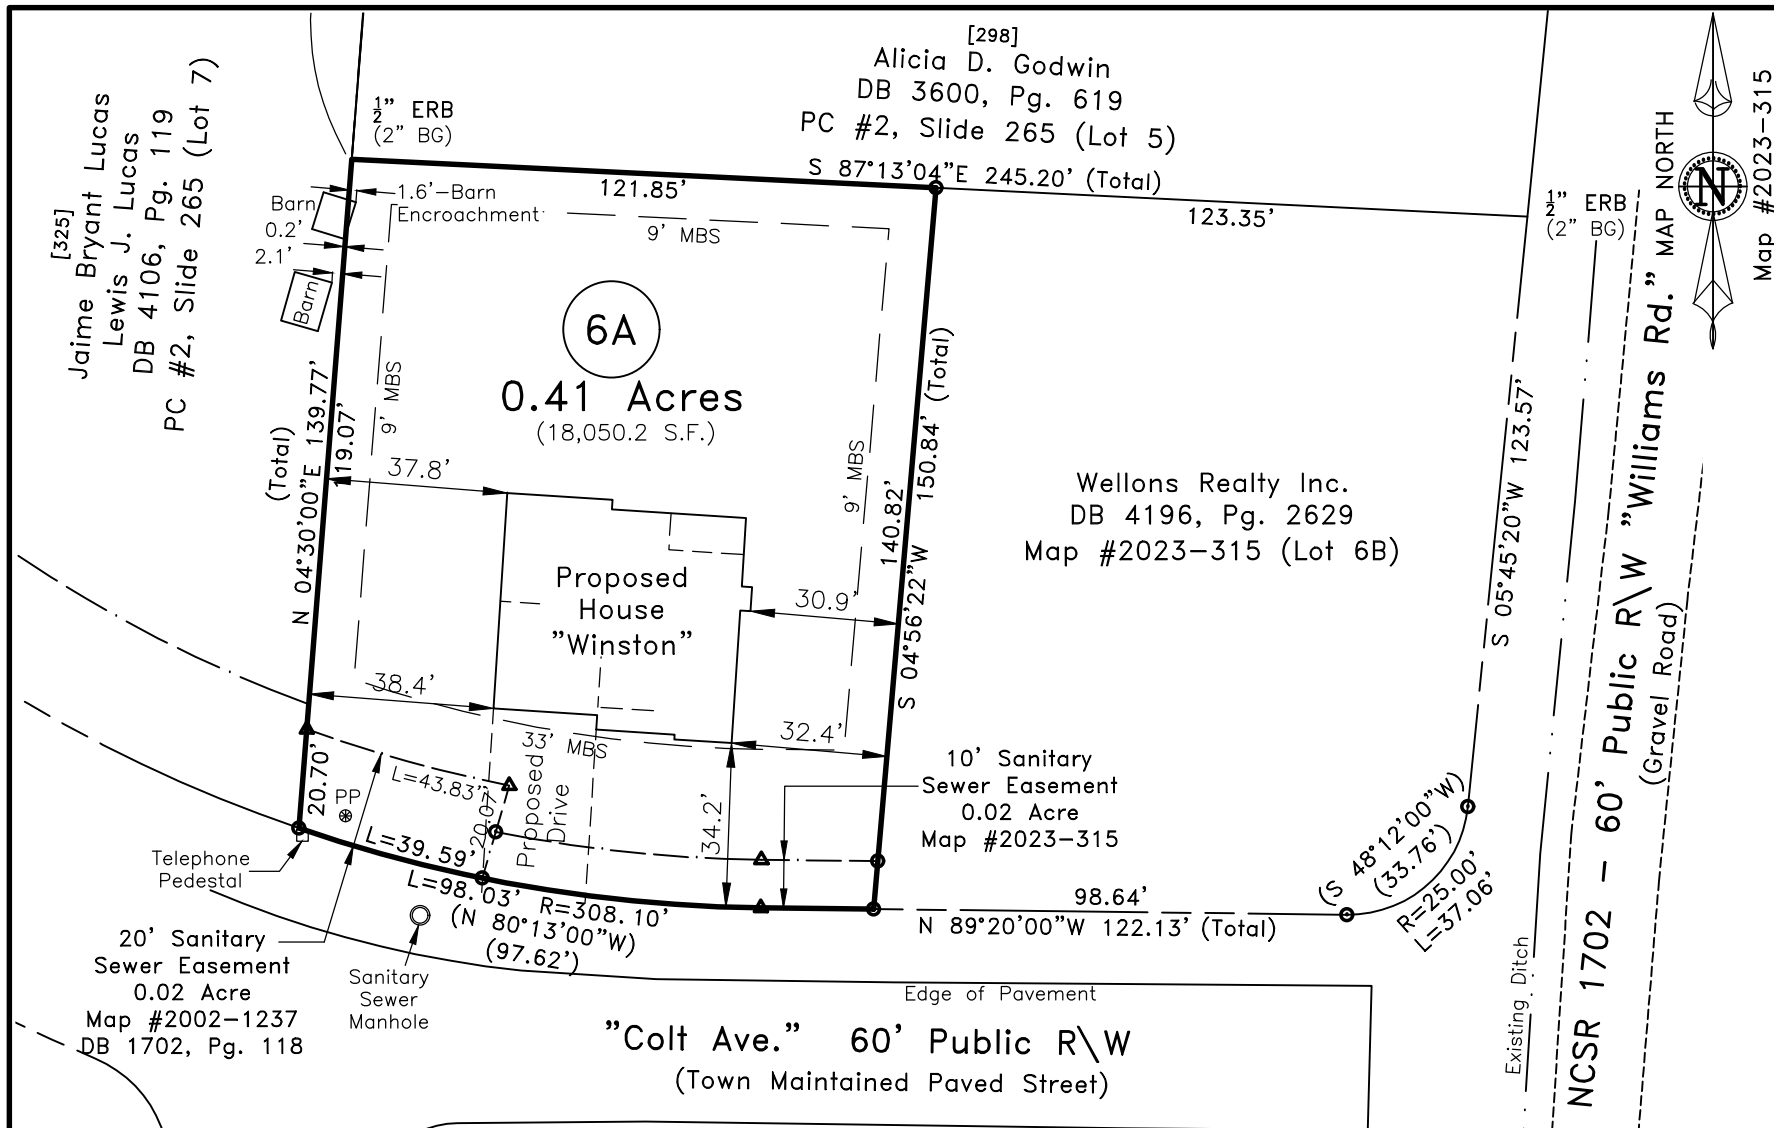 [298]
Alicia D. Godwin
DB 3600, Pg. 619
PC #2, Slide 265 (Lot 5)
S 87°13'04"E 245.20' (Total)
[325]
Jaime Bryant Lucas
Lewis J. Lucas
DB 4106, Pg. 119
PC #2, Slide 265 (Lot 7)
½" ERB
(2" BG)
121.85'
123.35'
½" ERB
(2" BG)
MAP NORTH
N
Map #2023-315
Barn
0.2'
2.1'
Barn
1.6'-Barn
Encroachment
9' MBS
9' MBS
9' MBS
6A
0.41 Acres
(18,050.2 S.F.)
N 04°30'00"E 139.77'
(Total)
119.07'
37.8'
Proposed
House
"Winston"
30.9'
38.4'
32.4'
33' MBS
34.2'
S 04°56'22"W 150.84' (Total)
140.82'
Wellons Realty Inc.
DB 4196, Pg. 2629
Map #2023-315 (Lot 6B)
S 05°45'20"W 123.57'
NCSR 1702 - 60' Public R\W "Williams Rd."
(Gravel Road)
Existing Ditch
20.70'
PP
L=43.83'
20.07'
Proposed
Drive
L=39.59'
L=98.03' R=308.10'
(N 80°13'00"W)
(97.62')
Telephone
Pedestal
10' Sanitary
Sewer Easement
0.02 Acre
Map #2023-315
98.64'
N 89°20'00"W 122.13' (Total)
(S 48°12'00"W)
(33.76')
R=25.00'
L=37.06'
20' Sanitary
Sewer Easement
0.02 Acre
Map #2002-1237
DB 1702, Pg. 118
Sanitary
Sewer
Manhole
Edge of Pavement
"Colt Ave." 60' Public R\W
(Town Maintained Paved Street)